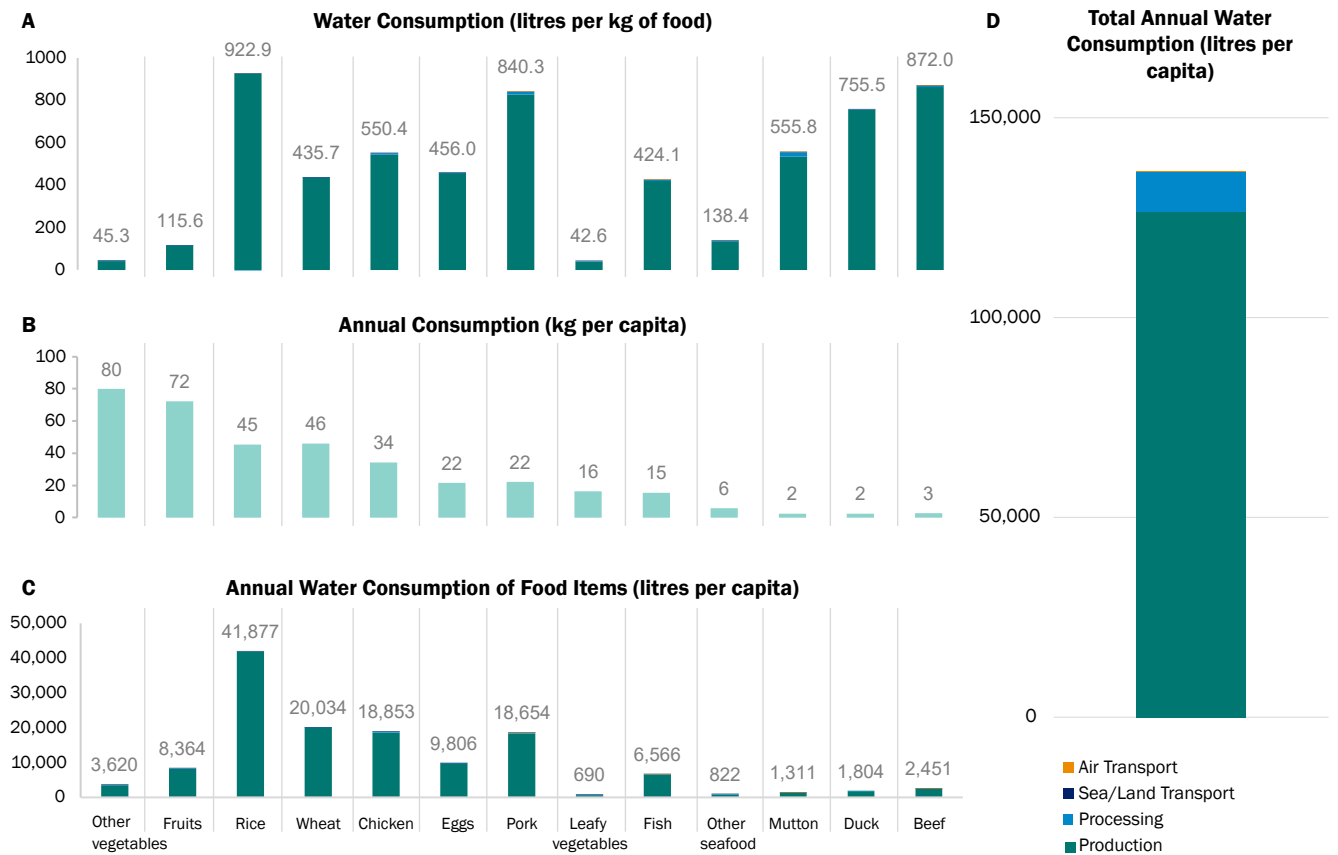 A
Water Consumption (litres per kg of food)
1000
800
600
400
200
0
45.3
115.6
922.9
435.7
550.4
456.0
840.3
42.6
424.1
138.4
555.8
755.5
872.0
B
Annual Consumption (kg per capita)
100
80
60
40
20
0
80
72
45
46
34
22
22
16
15
6
2
2
3
C
Annual Water Consumption of Food Items (litres per capita)
50,000
40,000
30,000
20,000
10,000
0
3,620
8,364
41,877
20,034
18,853
9,806
18,654
690
6,566
822
1,311
1,804
2,451
Other
vegetables
Fruits
Rice
Wheat
Chicken
Eggs
Pork
Leafy
vegetables
Fish
Other
seafood
Mutton
Duck
Beef
D
Total Annual Water
Consumption (litres per
capita)
150,000
100,000
50,000
0
Air Transport
Sea/Land Transport
Processing
Production